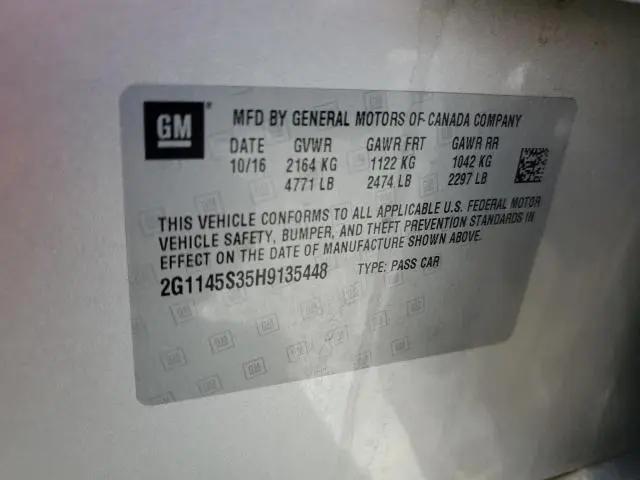 GM® MFD BY GENERAL MOTORS OF CANADA COMPANY
DATE GVWR GAWR FRT GAWR RR
10/16 2164 KG 1122 KG 1042 KG
4771 LB 2474 LB 2297 LB
THIS VEHICLE CONFORMS TO ALL APPLICABLE U.S. FEDERAL MOTOR
VEHICLE SAFETY, BUMPER, AND THEFT PREVENTION STANDARDS IN
EFFECT ON THE DATE OF MANUFACTURE SHOWN ABOVE.
2G1145S35H9135448 TYPE: PASS CAR